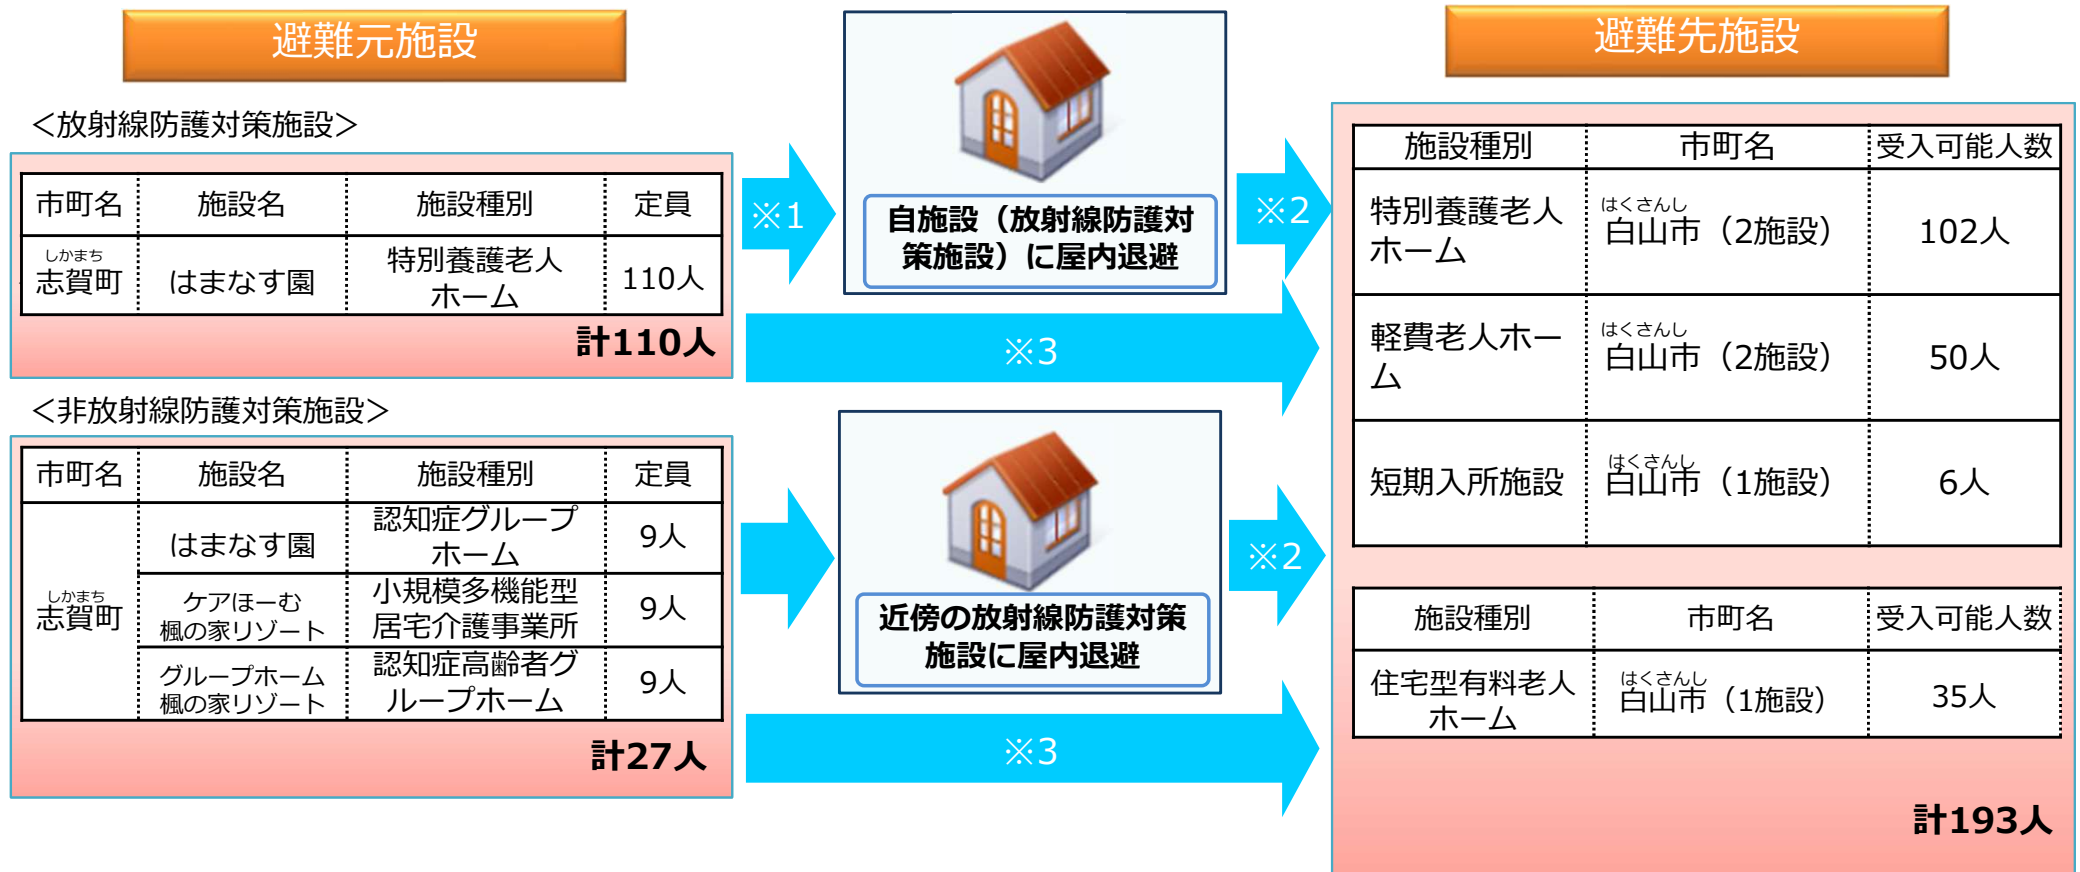 避難元施設
＜放射線防護対策施設＞
市町名 施設名 施設種別 定員
しかまち
志賀町 はまなす園 特別養護老人
ホーム 110人
計110人
＜非放射線防護対策施設＞
市町名 施設名 施設種別 定員
しかまち
志賀町
はまなす園 認知症グループ
ホーム 9人
ケアほーむ
楓の家リゾート 小規模多機能型
居宅介護事業所 9人
グループホーム
楓の家リゾート 認知症高齢者グ
ループホーム 9人
計27人
※1
自施設（放射線防護対
策施設）に屋内退避
※2
※3
近傍の放射線防護対策
施設に屋内退避
※2
※3
避難先施設
施設種別 市町名 受入可能人数
特別養護老人
ホーム
はくさんし
白山市（2施設） 102人
軽費老人ホー
ム
はくさんし
白山市（2施設） 50人
短期入所施設
はくさんし
白山市（1施設） 6人
施設種別 市町名 受入可能人数
住宅型有料老人
ホーム
はくさんし
白山市（1施設） 35人
計193人